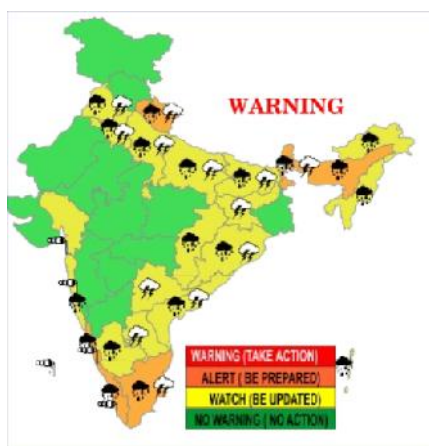 WARNING
WARNING (TAKE ACTION)
ALERT ( BE PREPARED)
WATCH (BE UPDATED)
NO WARNING ( NO ACTION)